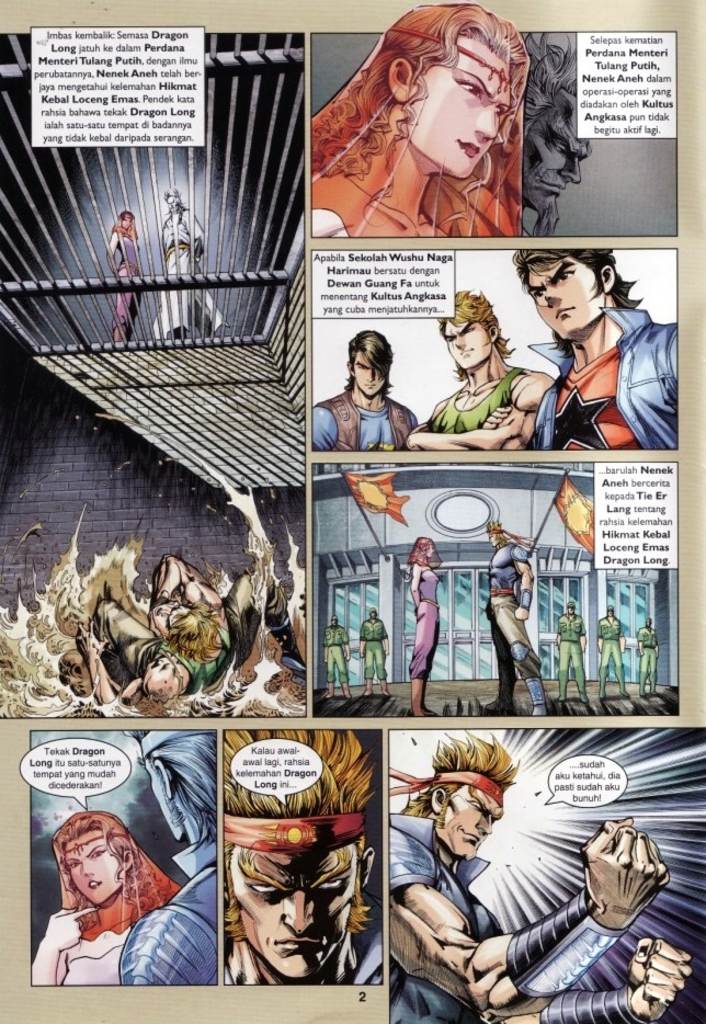 Imbas kembalik: Semasa Dragon
Long jatuh ke dalam Perdana
Menteri Tulang Putih, dengan ilmu
perubatannya, Nenek Aneh telah ber-
jaya mengetahui kelemahan Hikmat
Kebal Loceng Emas. Pendek kata
rahsia bahawa tekak Dragon Long
ialah satu-satu tempat di badannya
yang tidak kebal daripada serangan.
Selepas kematian
Perdana Menteri
Tulang Putih,
Nenek Aneh dalam
operasi-operasi yang
diadakan oleh Kultus
Angkasa pun tidak
begitu aktif lagi.
Apabila Sekolah Wushu Naga
Harimau bersatu dengan
Dewan Guang Fa untuk
menentang Kultus Angkasa
yang cuba menjatuhkannya...
...barulah Nenek
Aneh bercerita
kepada Tie Er
Lang tentang
rahsia kelemahan
Hikmat Kebal
Loceng Emas
Dragon Long.
Tekak Dragon
Long itu satu-satunya
tempat yang mudah
dicederakan!
Kalau awal-
awal lagi, rahsia
kelemahan Dragon
Long ini...
....sudah
aku ketahui, dia
pasti sudah aku
bunuh!
2